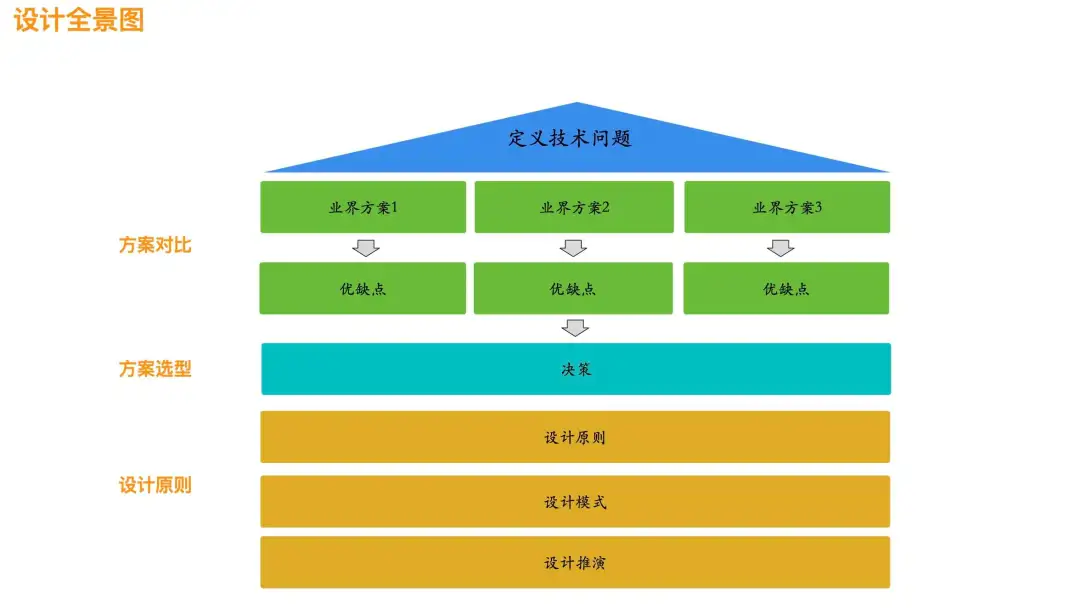 设计全景图
定义技术问题
业界方案1
业界方案2
业界方案3
方案对比
优缺点
优缺点
优缺点
方案选型
决策
设计原则
设计原则
设计模式
设计推演